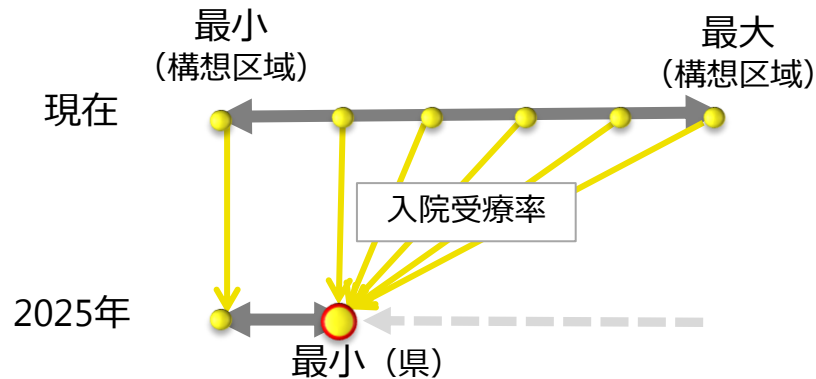 最小
（構想区域）
最大
（構想区域）
現在
入院受療率
2025年
最小（県）